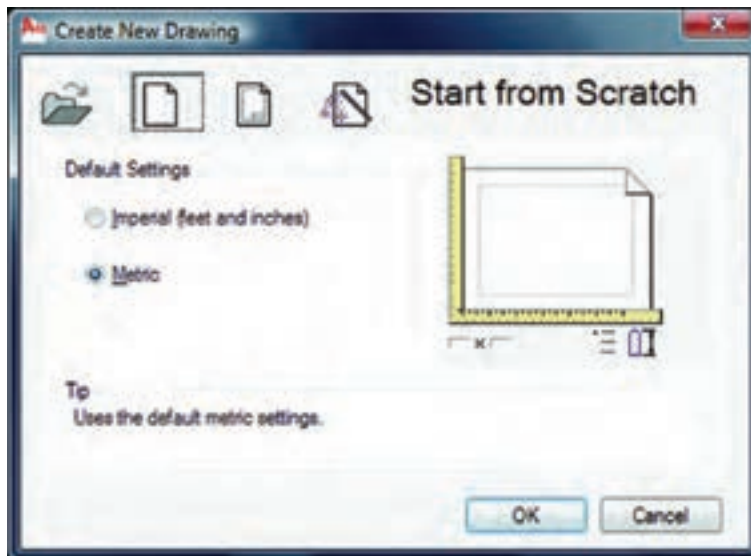 Create New Drawing
Start from Scratch
Default Settings
Imperial (feet and inches)
Metric
Tip
Uses the default metric settings.
OK
Cancel